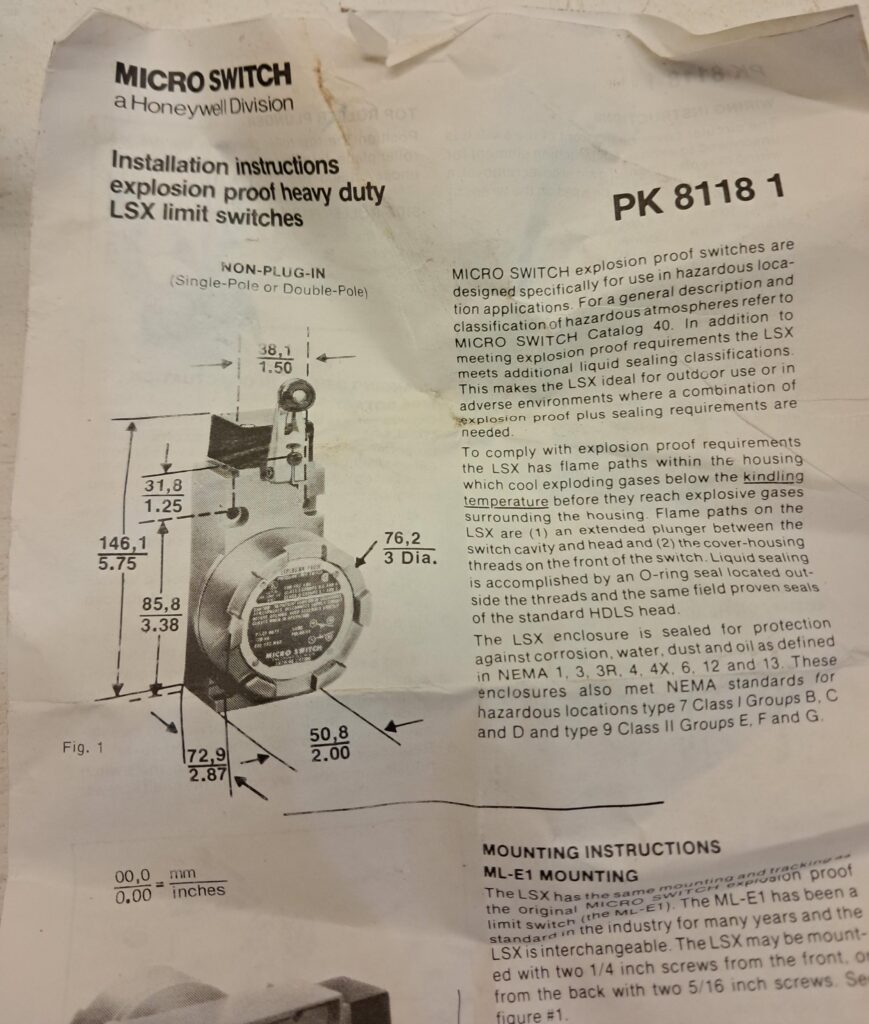 MICRO SWITCH
a Honeywell Division
Installation instructions
explosion proof heavy duty
LSX limit switches
PK 8118 1
NON-PLUG-IN
(Single-Pole or Double-Pole)
38,1
1.50
31,8
1.25
146,1
5.75
85,8
3.38
76,2
3 Dia.
MICRO SWITCH
50,8
2.00
72,9
2.87
Fig. 1
00,0 = mm
0.00 inches
MICRO SWITCH explosion proof switches are
designed specifically for use in hazardous loca-
tion applications. For a general description and
classification of hazardous atmospheres refer to
MICRO SWITCH Catalog 40. In addition to
meeting explosion proof requirements the LSX
meets additional liquid sealing classifications.
This makes the LSX ideal for outdoor use or in
adverse environments where a combination of
explosion proof plus sealing requirements are
needed.
To comply with explosion proof requirements
the LSX has flame paths within the housing
which cool exploding gases below the kindling
temperature before they reach explosive gases
surrounding the housing. Flame paths on the
LSX are (1) an extended plunger between the
switch cavity and head and (2) the cover-housing
threads on the front of the switch. Liquid sealing
is accomplished by an O-ring seal located out-
side the threads and the same field proven seals
of the standard HDLS head.
The LSX enclosure is sealed for protection
against corrosion, water, dust and oil as defined
in NEMA 1, 3, 3R, 4, 4X, 6, 12 and 13. These
enclosures also met NEMA standards for
hazardous locations type 7 Class I Groups B, C
and D and type 9 Class II Groups E, F and G.
MOUNTING INSTRUCTIONS
ML-E1 MOUNTING
The LSX has the same mounting and tracking as
the original MICRO SWITCH explosion proof
limit switch (the ML-E1). The ML-E1 has been a
standard in the industry for many years and the
LSX is interchangeable. The LSX may be mount-
ed with two 1/4 inch screws from the front, or
from the back with two 5/16 inch screws. See
figure #1.